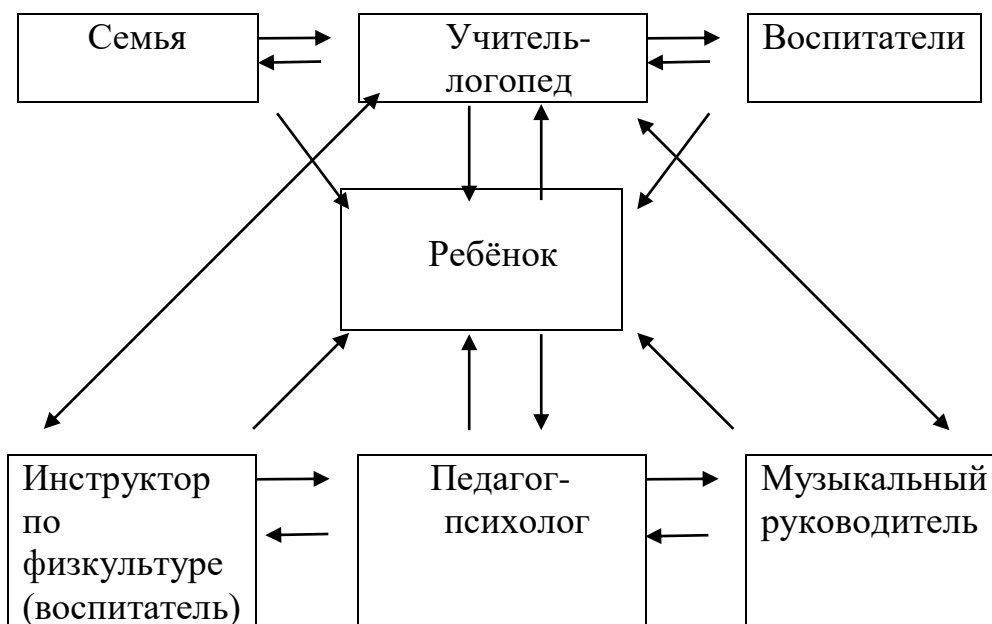 Семья
Учитель-
логопед
Воспитатели
Ребёнок
Инструктор
по
физкультуре
(воспитатель)
Педагог-
психолог
Музыкальный
руководитель